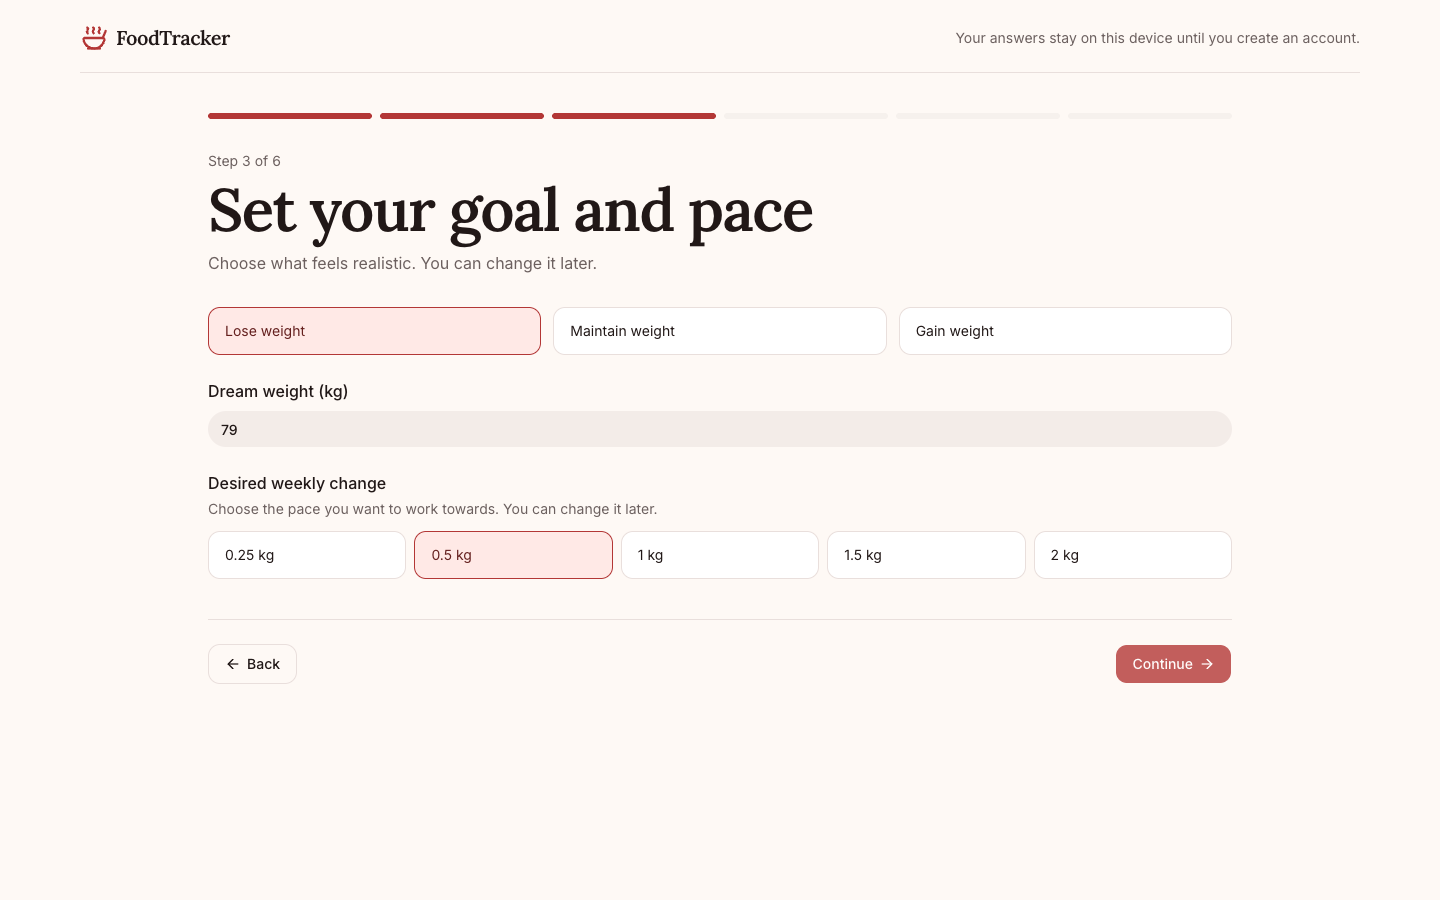 FoodTracker
Your answers stay on this device until you create an account.
Step 3 of 6
Set your goal and pace
Choose what feels realistic. You can change it later.
Lose weight
Maintain weight
Gain weight
Dream weight (kg)
79
Desired weekly change
Choose the pace you want to work towards. You can change it later.
0.25 kg
0.5 kg
1 kg
1.5 kg
2 kg
Back
Continue